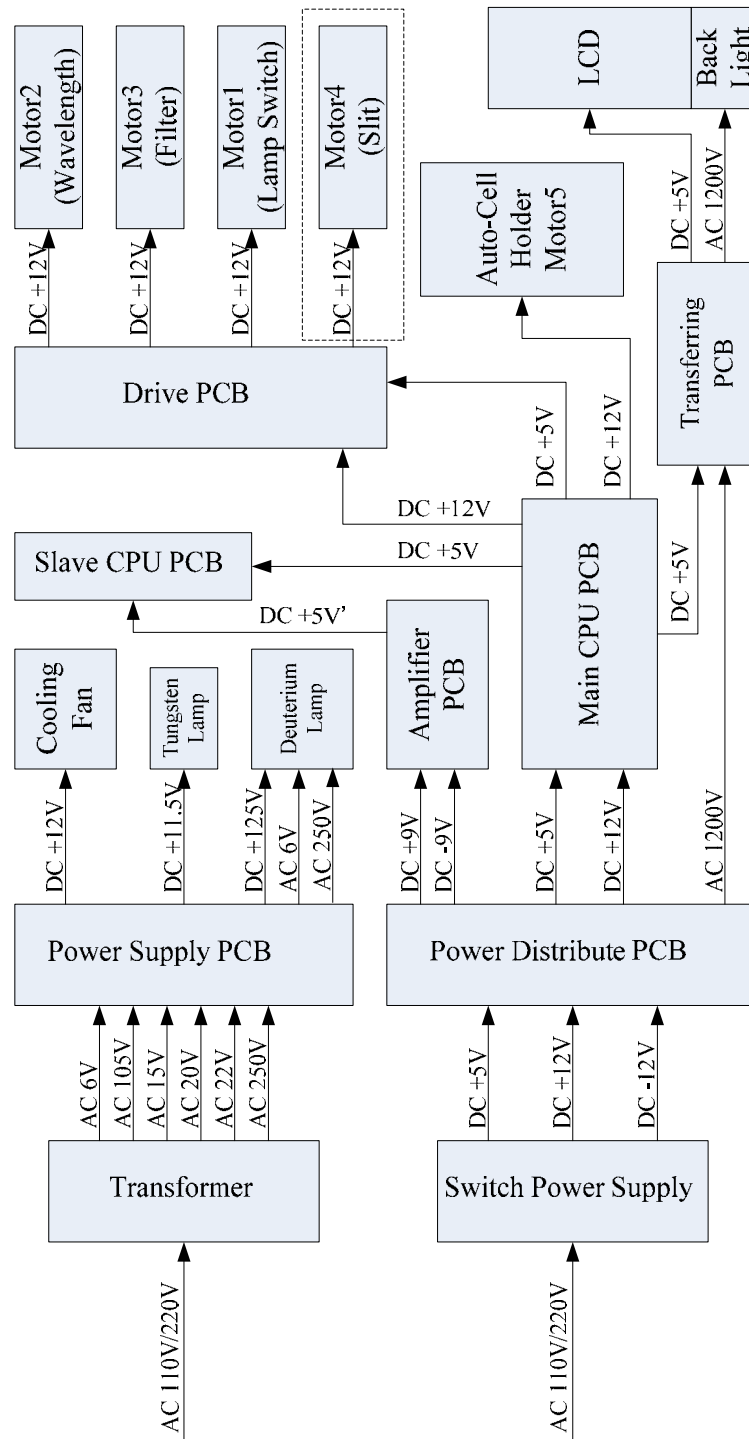 AC 110V/220V
Transformer
AC 6V
AC 105V
AC 15V
AC 20V
AC 22V
AC 250V
Power Supply PCB
DC +12V
Cooling
Fan
DC +11.5V
Tungsten
Lamp
DC +125V
AC 6V
AC 250V
Deuterium
Lamp
AC 110V/220V
Switch Power Supply
DC +5V
DC +12V
DC -12V
Power Distribute PCB
DC +9V
DC -9V
Amplifier
PCB
DC +5V'
Slave CPU PCB
DC +5V
DC +12V
Main CPU PCB
AC 1200V
DC +5V
DC +12V
DC +5V
DC +12V
DC +5V
Drive PCB
DC +12V
Motor2
(Wavelength)
DC +12V
Motor3
(Filter)
DC +12V
Motor1
(Lamp Switch)
DC +12V
Motor4
(Slit)
Auto-Cell
Holder
Motor5
Transferring
PCB
DC +5V
AC 1200V
LCD
Back
Light